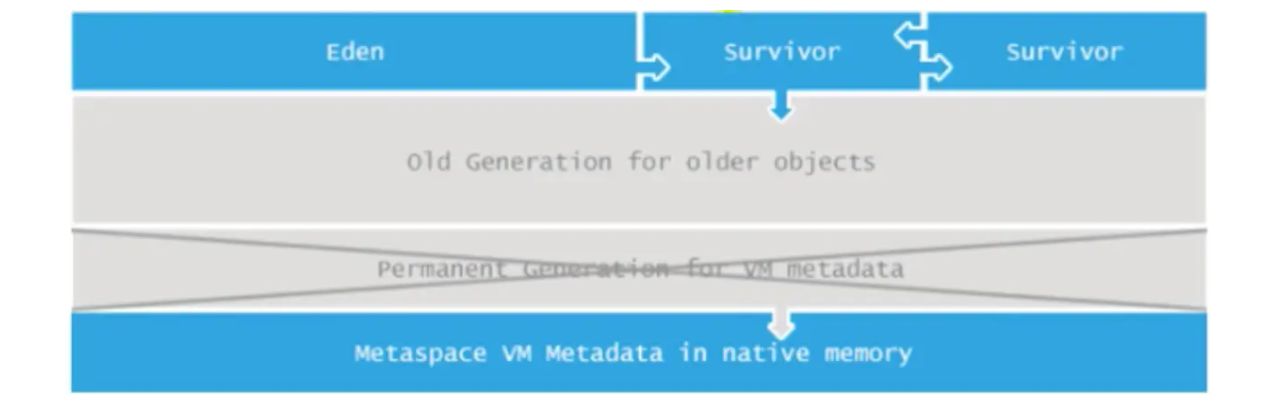 Eden
Survivor
Survivor
Old Generation for older objects
Permanent Generation for VM metadata
Metaspace VM Metadata in native memory